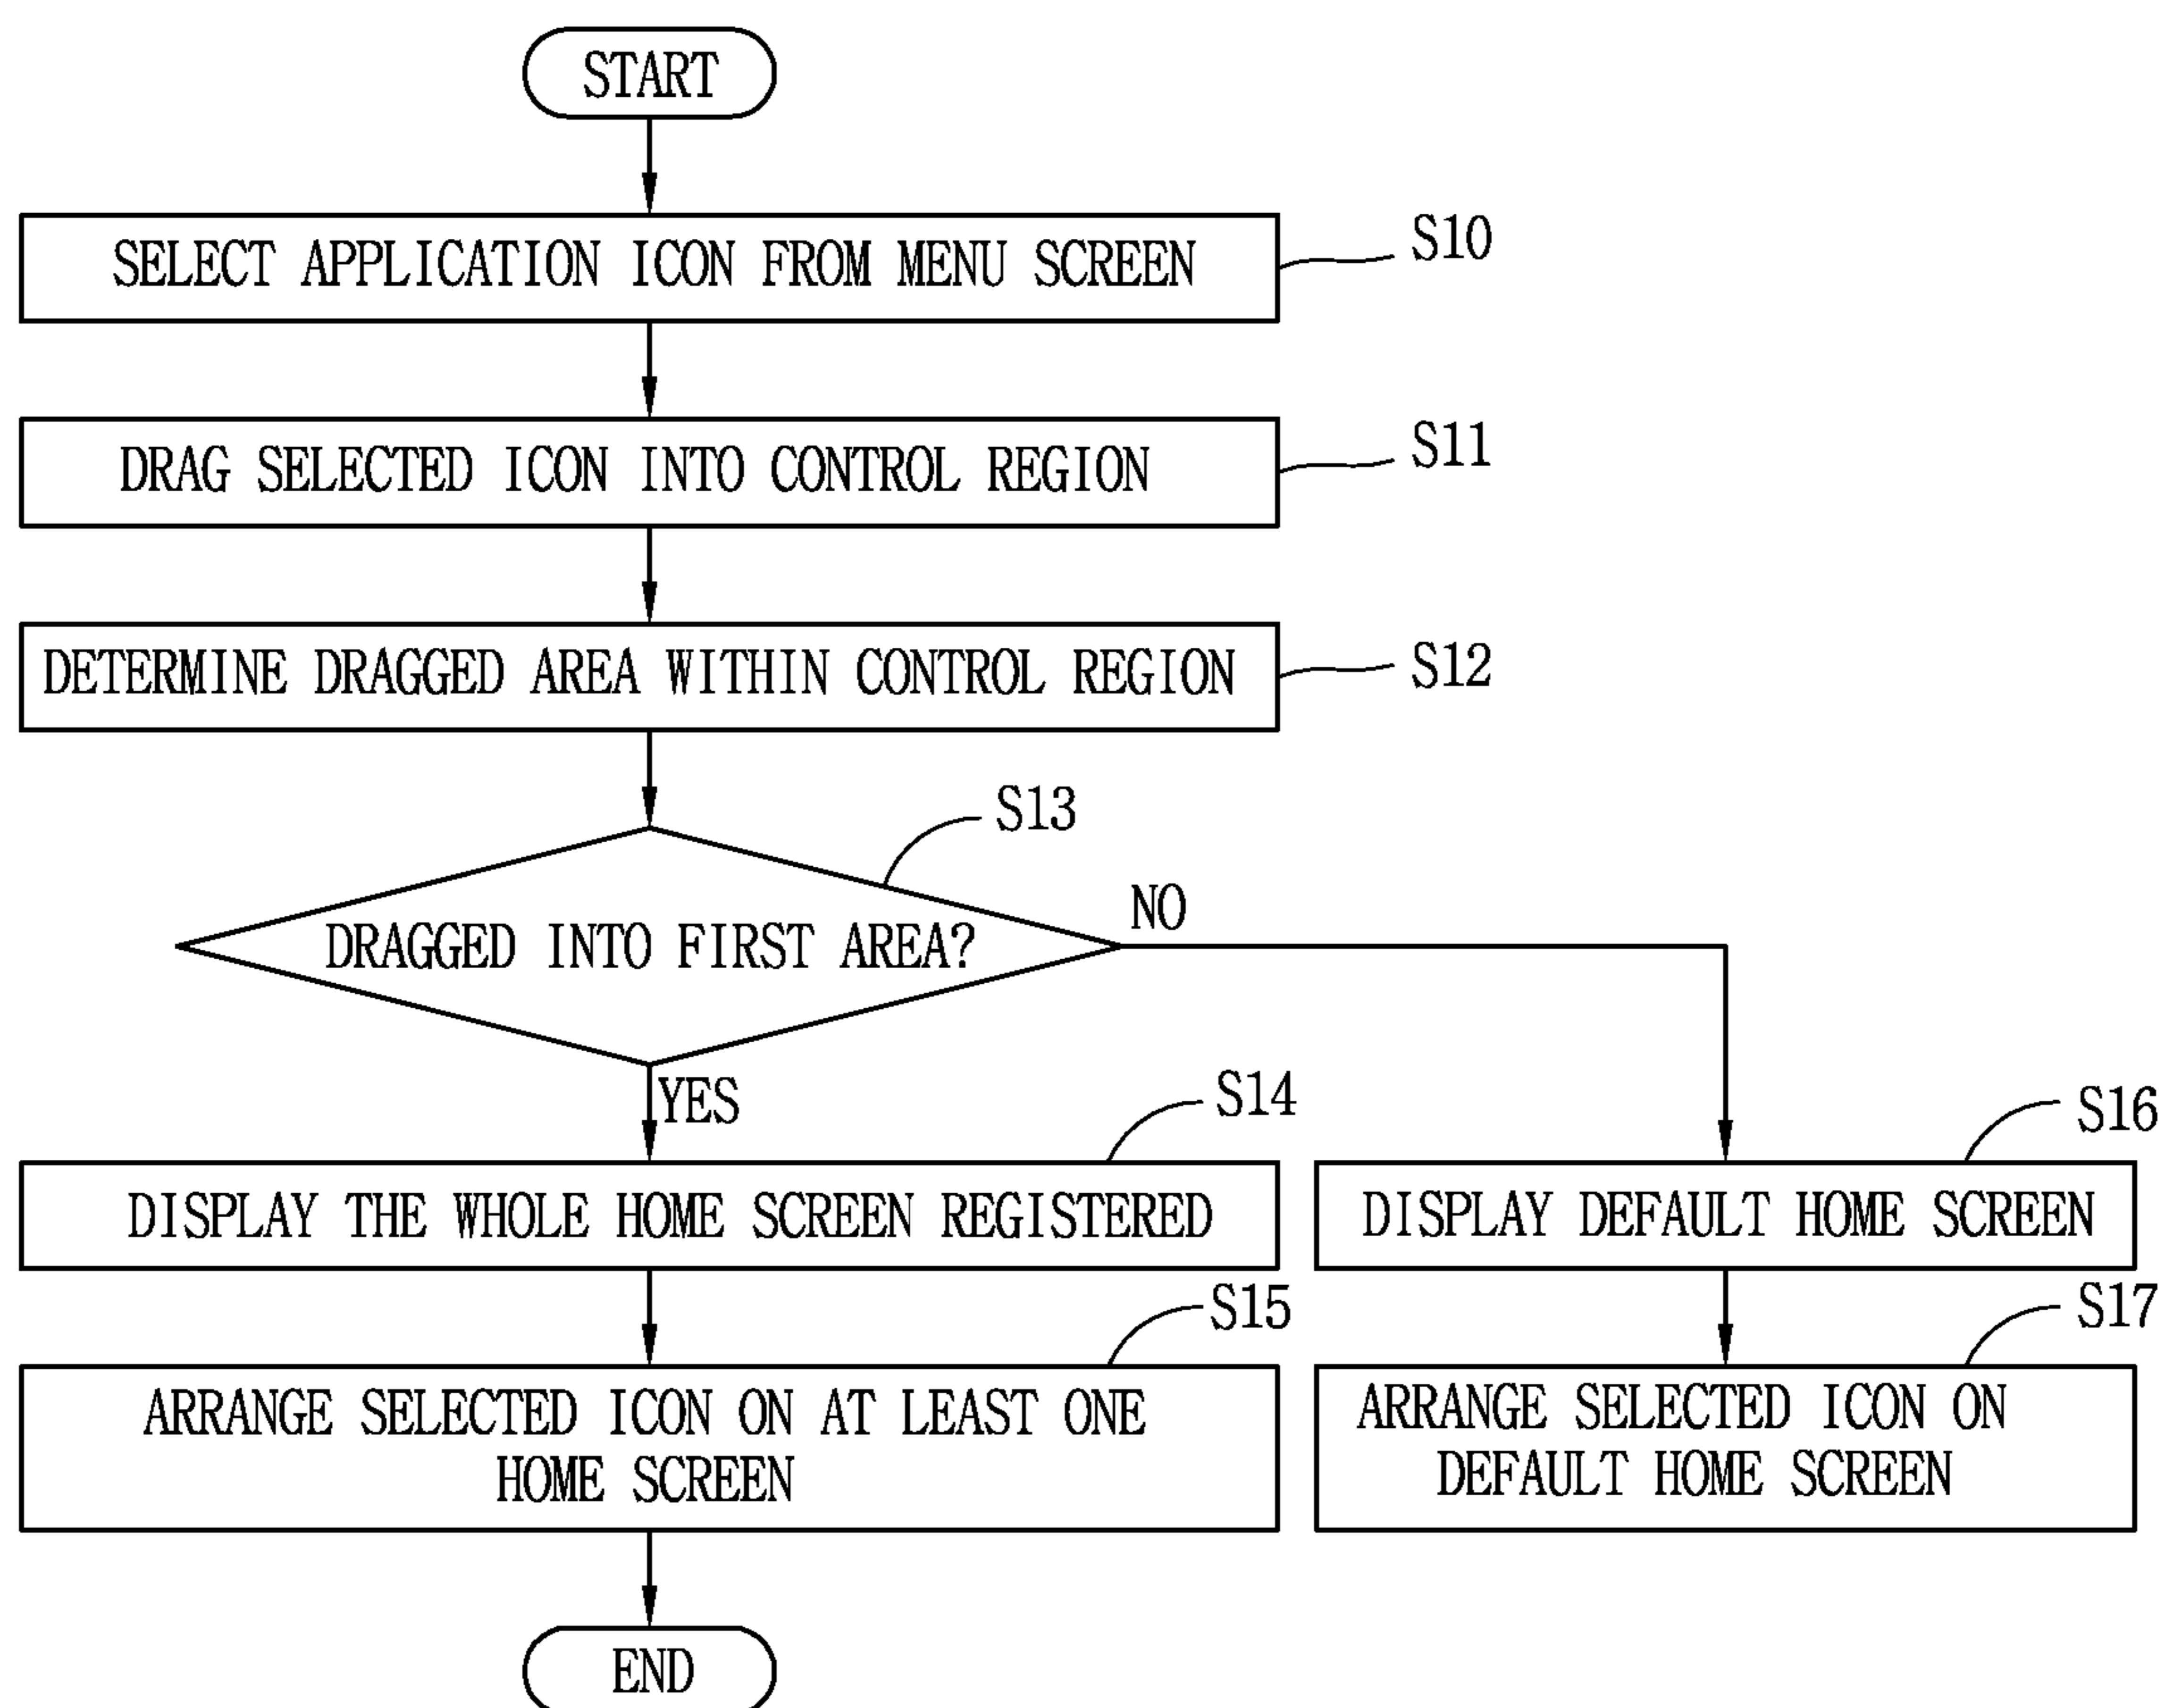 START
SELECT APPLICATION ICON FROM MENU SCREEN
S10
DRAG SELECTED ICON INTO CONTROL REGION
S11
DETERMINE DRAGGED AREA WITHIN CONTROL REGION
S12
S13
DRAGGED INTO FIRST AREA?
NO
YES
S14
DISPLAY THE WHOLE HOME SCREEN REGISTERED
S16
DISPLAY DEFAULT HOME SCREEN
S15
ARRANGE SELECTED ICON ON AT LEAST ONE
HOME SCREEN
S17
ARRANGE SELECTED ICON ON
DEFAULT HOME SCREEN
END